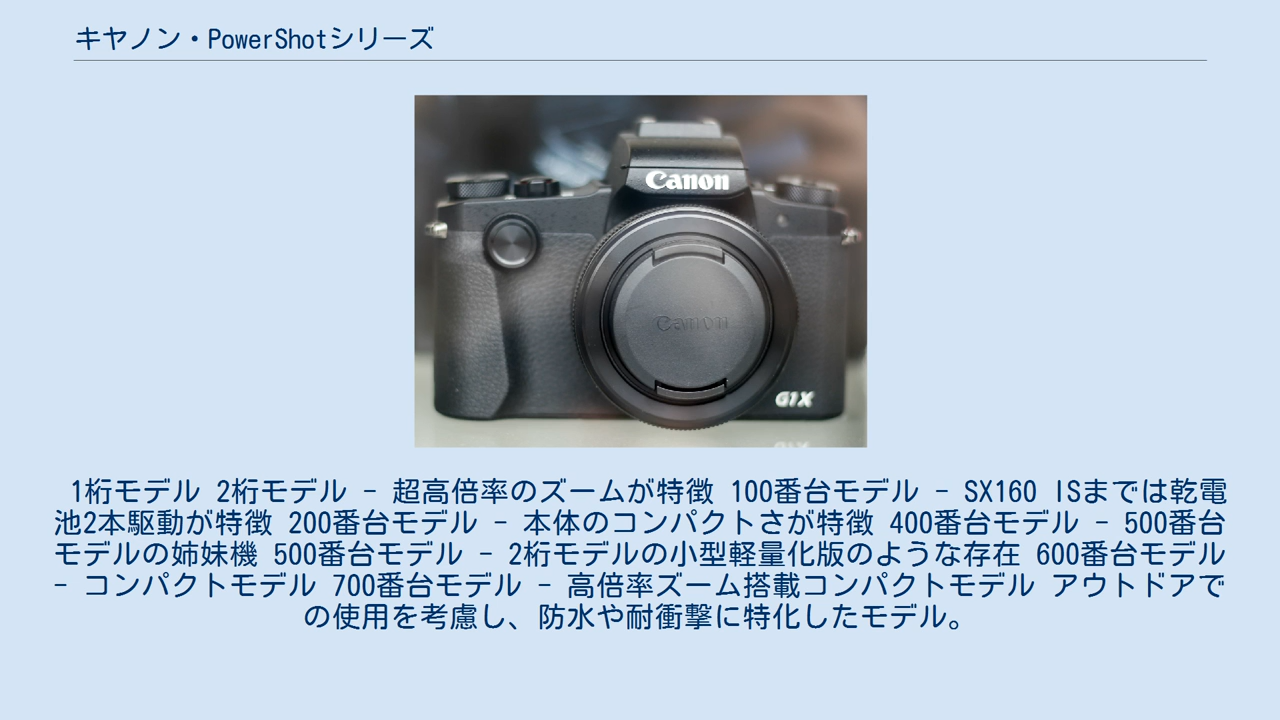 キヤノン・PowerShotシリーズ
Canon
Canon
G1X
1桁モデル 2桁モデル - 超高倍率のズームが特徴 100番台モデル - SX160 ISまでは乾電
池2本駆動が特徴 200番台モデル - 本体のコンパクトさが特徴 400番台モデル - 500番台
モデルの姉妹機 500番台モデル - 2桁モデルの小型軽量化版のような存在 600番台モデル
- コンパクトモデル 700番台モデル - 高倍率ズーム搭載コンパクトモデル アウトドアで
の使用を考慮し、防水や耐衝撃に特化したモデル。